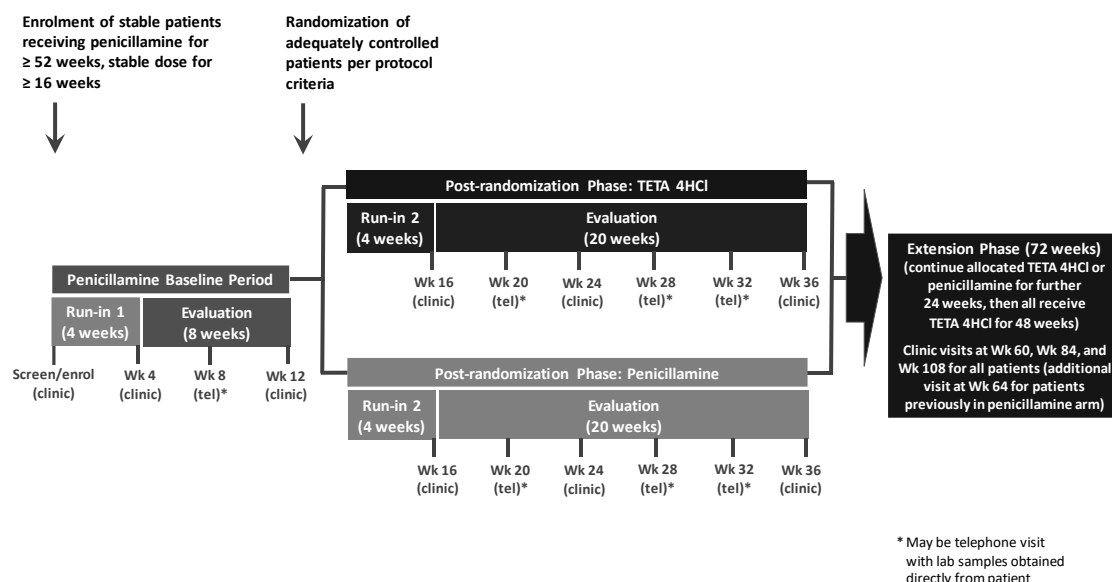 Enrolment of stable patients
receiving penicillamine for
≥ 52 weeks, stable dose for
≥ 16 weeks
Randomization of
adequately controlled
patients per protocol
criteria
Post-randomization Phase: TETA 4HCl
Run-in 2
(4 weeks)
Evaluation
(20 weeks)
Wk 16
(clinic)
Wk 20
(tel)*
Wk 24
(clinic)
Wk 28
(tel)*
Wk 32
(tel)*
Wk 36
(clinic)
Penicillamine Baseline Period
Run-in 1
(4 weeks)
Evaluation
(8 weeks)
Screen/enrol
(clinic)
Wk 4
(clinic)
Wk 8
(tel)*
Wk 12
(clinic)
Post-randomization Phase: Penicillamine
Run-in 2
(4 weeks)
Evaluation
(20 weeks)
Wk 16
(clinic)
Wk 20
(tel)*
Wk 24
(clinic)
Wk 28
(tel)*
Wk 32
(tel)*
Wk 36
(clinic)
Extension Phase (72 weeks)
(continue allocated TETA 4HCl or
penicillamine for further
24 weeks, then all receive
TETA 4HCl for 48 weeks)
Clinic visits at Wk 60, Wk 84, and
Wk 108 for all patients (additional
visit at Wk 64 for patients
previously in penicillamine arm)
* May be telephone visit
with lab samples obtained
directly from patient